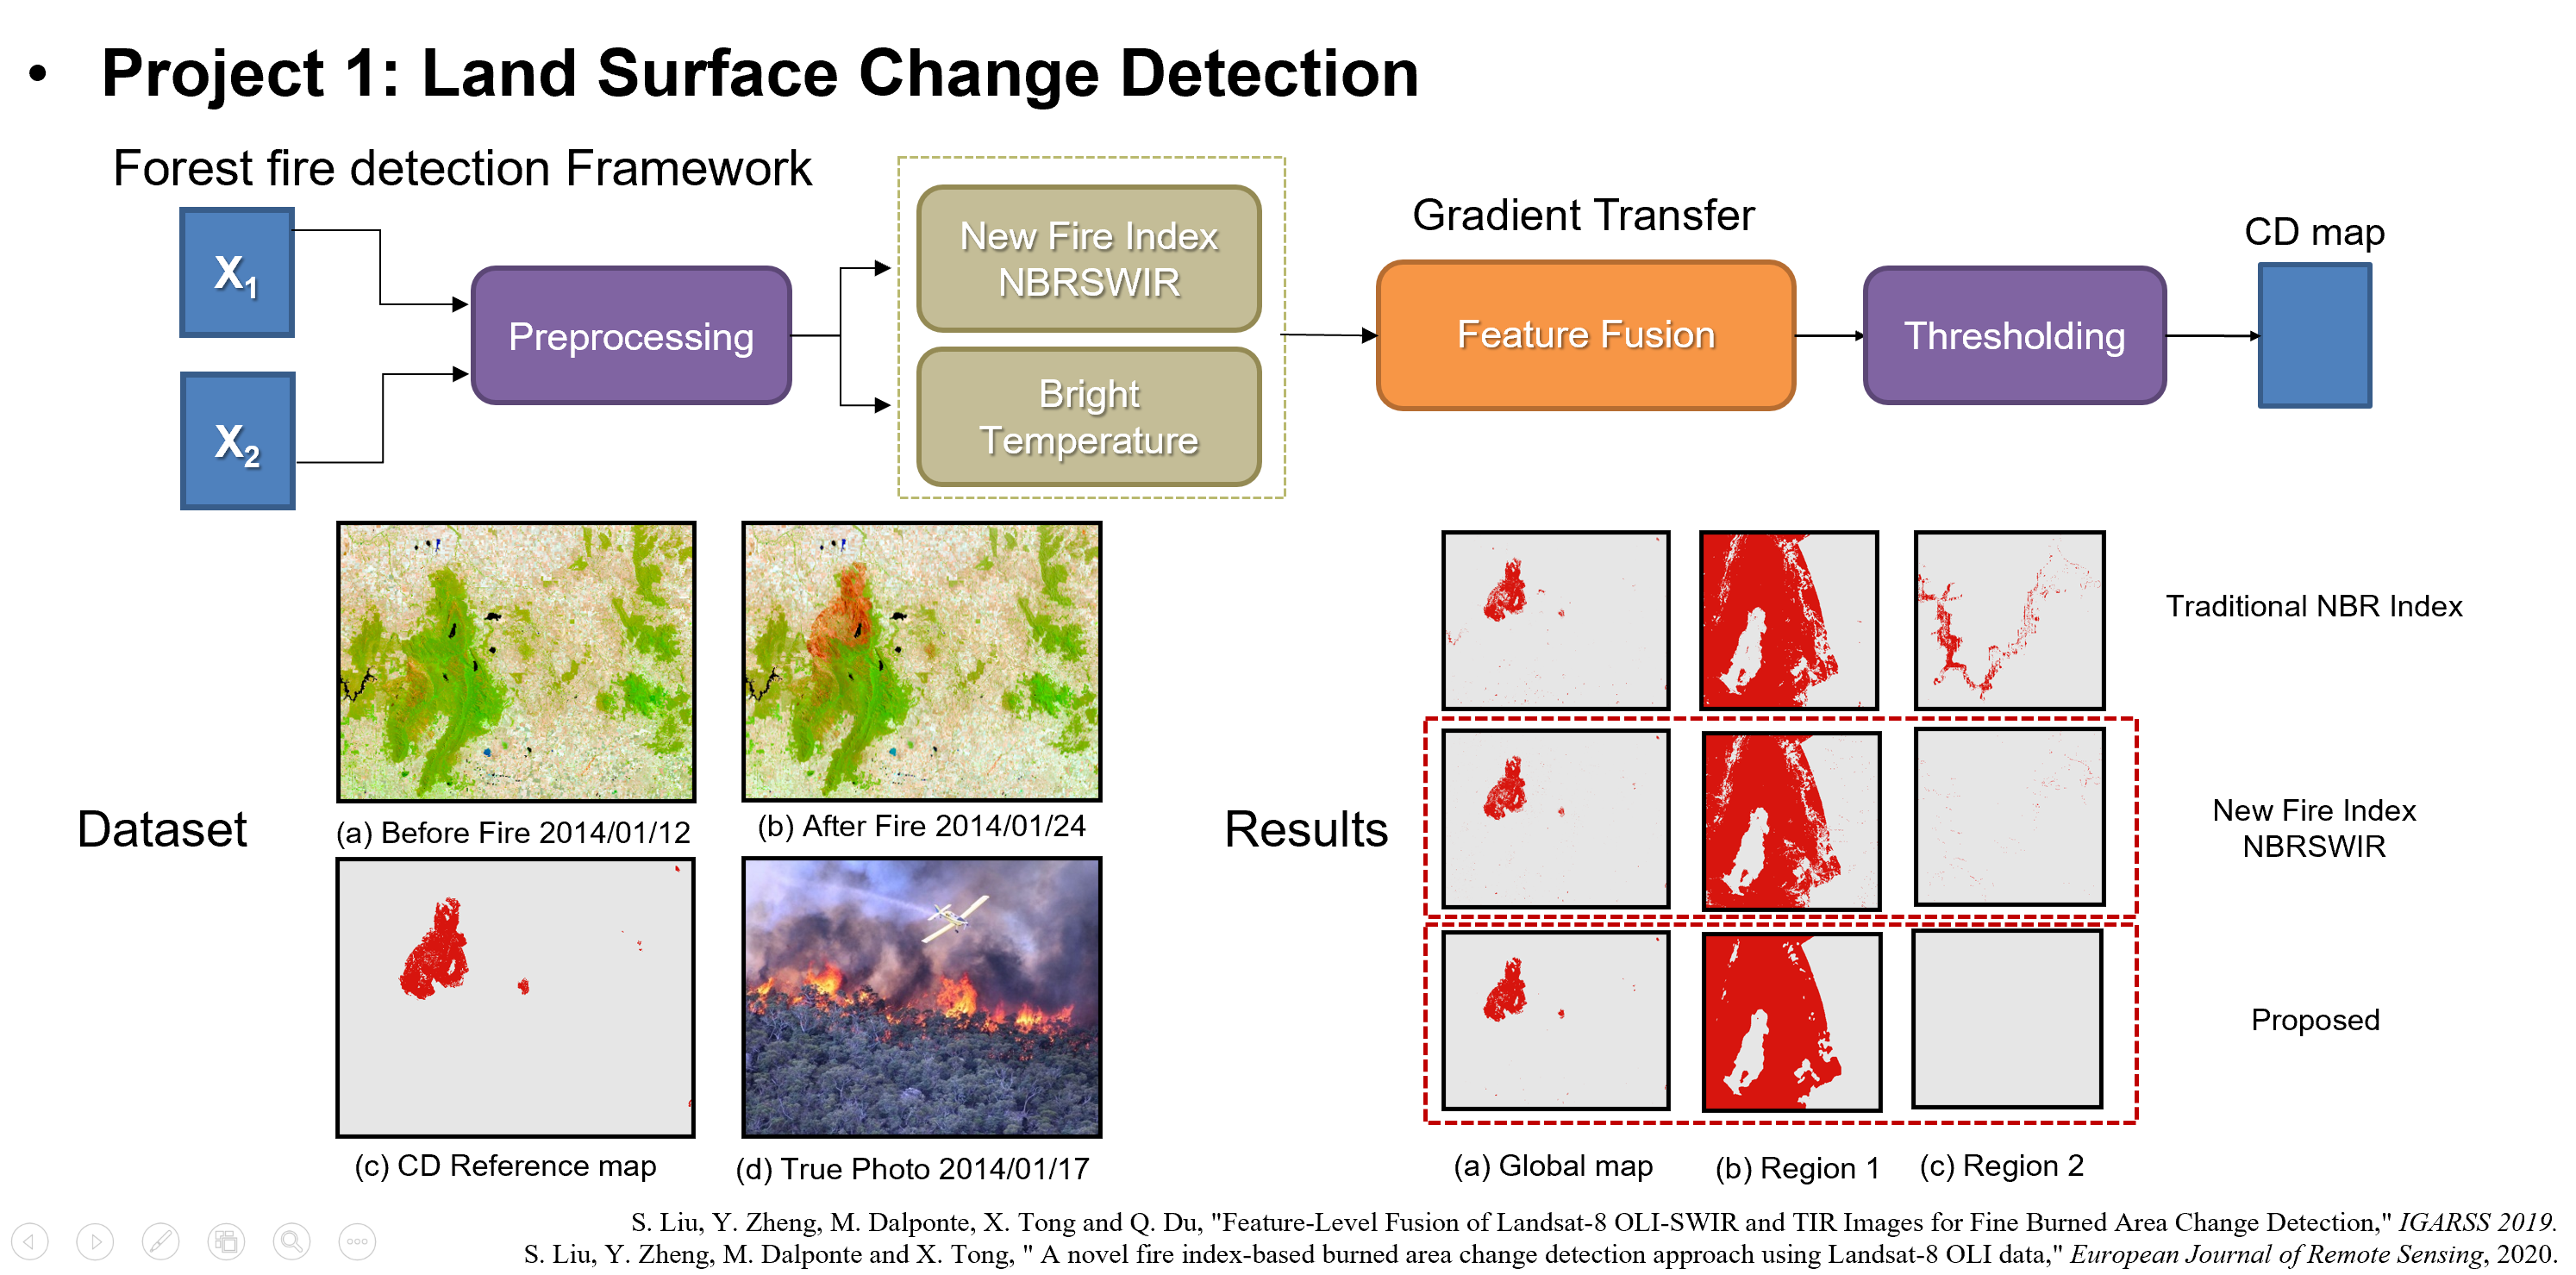 • Project 1: Land Surface Change Detection
Forest fire detection Framework
X1
X2
Preprocessing
New Fire Index
NBRSWIR
Bright
Temperature
Gradient Transfer
Feature Fusion
Thresholding
CD map
Dataset
(a) Before Fire 2014/01/12
(b) After Fire 2014/01/24
(c) CD Reference map
(d) True Photo 2014/01/17
Results
Traditional NBR Index
New Fire Index
NBRSWIR
Proposed
(a) Global map
(b) Region 1
(c) Region 2
S. Liu, Y. Zheng, M. Dalponte, X. Tong and Q. Du, "Feature-Level Fusion of Landsat-8 OLI-SWIR and TIR Images for Fine Burned Area Change Detection," IGARSS 2019.
S. Liu, Y. Zheng, M. Dalponte and X. Tong, " A novel fire index-based burned area change detection approach using Landsat-8 OLI data," European Journal of Remote Sensing, 2020.